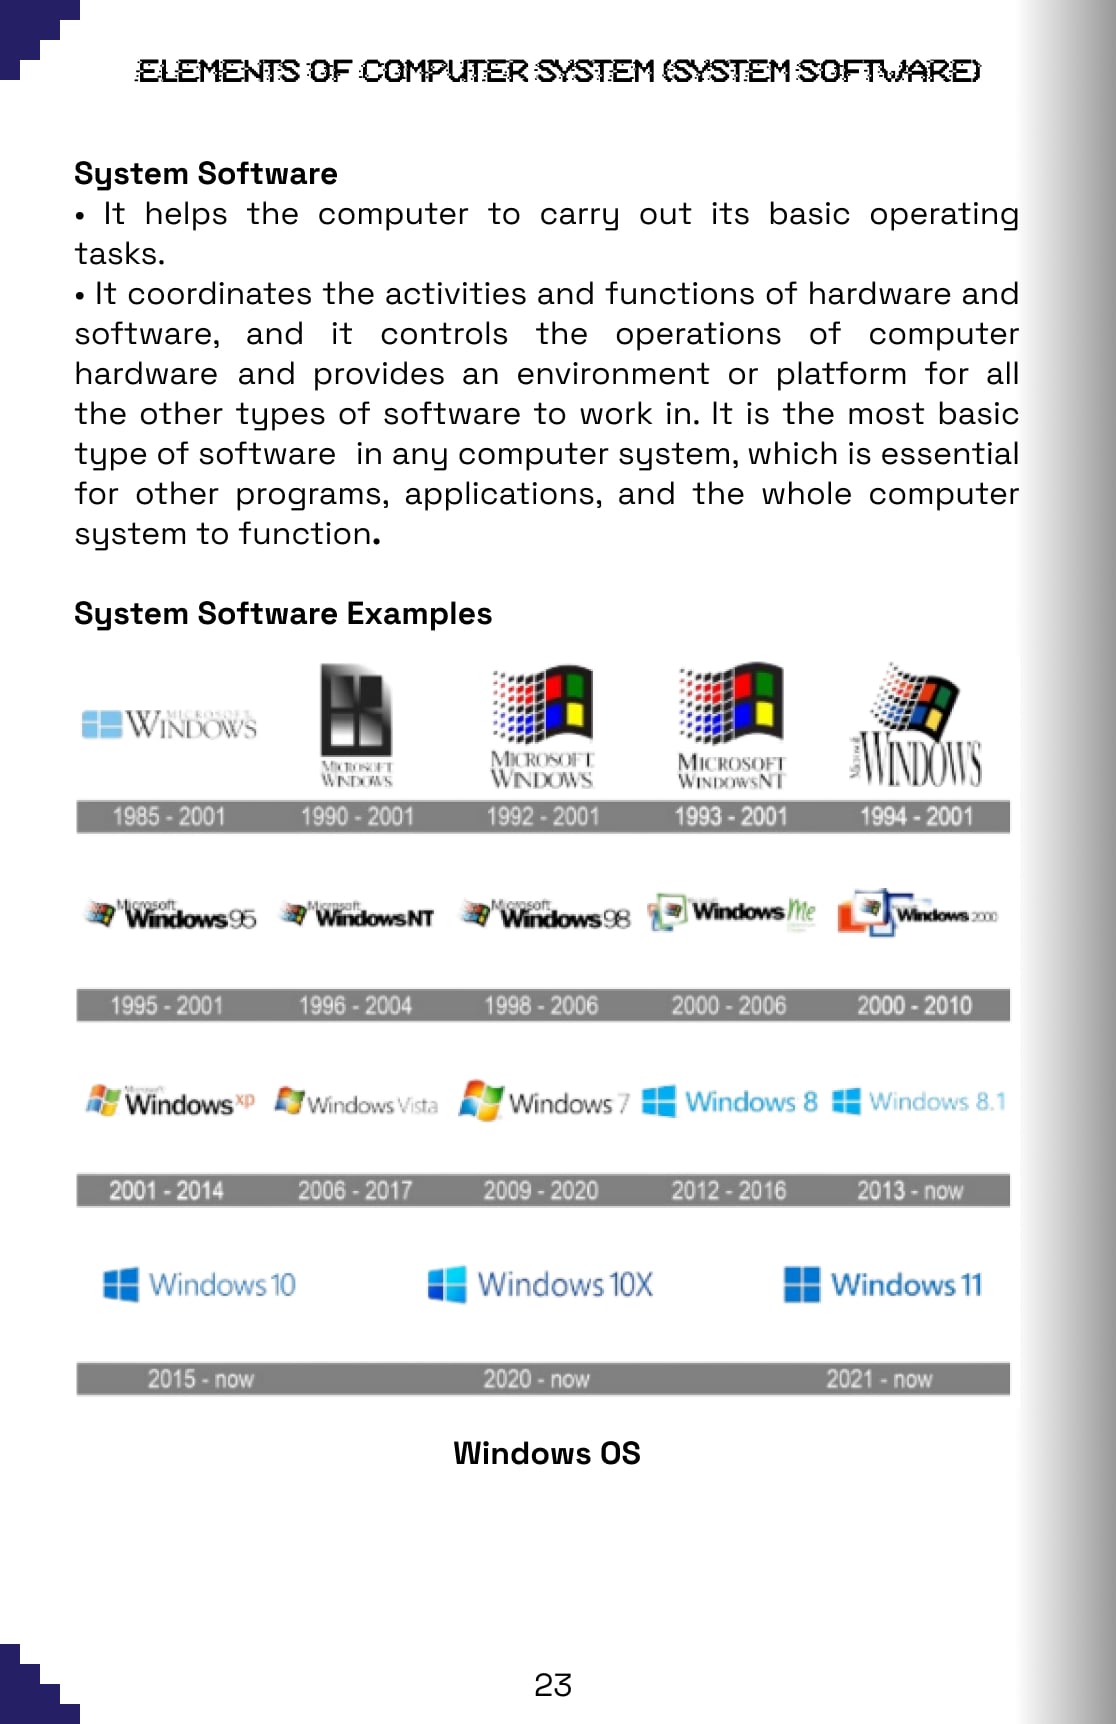 ELEMENTS OF COMPUTER SYSTEM (SYSTEM SOFTWARE)
System Software
• It helps the computer to carry out its basic operating
tasks.
• It coordinates the activities and functions of hardware and
software, and it controls the operations of computer
hardware and provides an environment or platform for all
the other types of software to work in. It is the most basic
type of software in any computer system, which is essential
for other programs, applications, and the whole computer
system to function.
System Software Examples
MICROSOFT WINDOWS
MICROSOFT WINDOWS
MICROSOFT WINDOWS
MICROSOFT WINDOWSNT
Microsoft WINDOWS
1985 - 2001 1990 - 2001 1992 - 2001 1993 - 2001 1994 - 2001
Microsoft Windows 95 Microsoft Windows NT Microsoft Windows 98 Windows Me Windows 2000
1995 - 2001 1996 - 2004 1998 - 2006 2000 - 2006 2000 - 2010
Microsoft Windows xp Windows Vista Windows 7 Windows 8 Windows 8.1
2001 - 2014 2006 - 2017 2009 - 2020 2012 - 2016 2013 - now
Windows 10 Windows 10X Windows 11
2015 - now 2020 - now 2021 - now
Windows OS
23